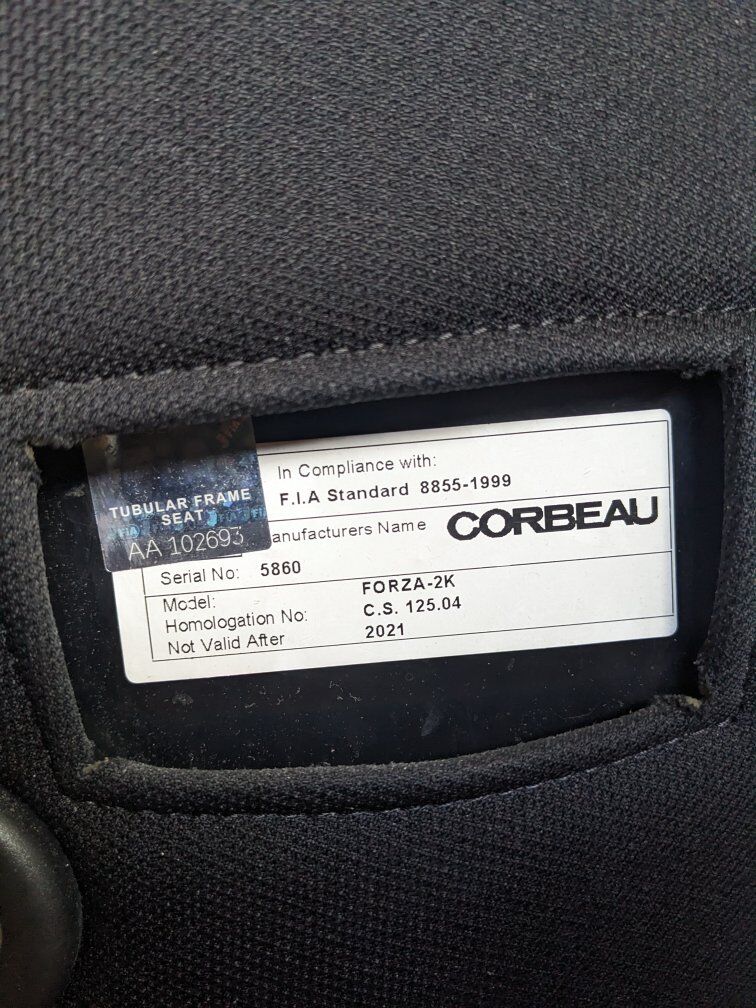 TUBULAR FRAME
SEAT
AA 102693
In Compliance with:
F.I.A Standard 8855-1999
anufacturers Name CORBEAU
Serial No: 5860
Model: FORZA-2K
Homologation No: C.S. 125.04
Not Valid After 2021